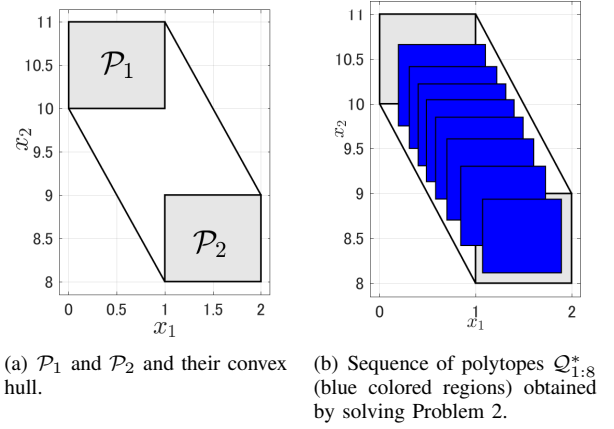 11
10.5
10
9.5
9
8.5
8
0
0.5
1
1.5
2
x₂
x₁
𝒫₁
𝒫₂
11
10.5
10
9.5
9
8.5
8
0
1
2
x₂
x₁
(a) 𝒫₁ and 𝒫₂ and their convex
hull.
(b) Sequence of polytopes 𝒬*₁:₈
(blue colored regions) obtained
by solving Problem 2.